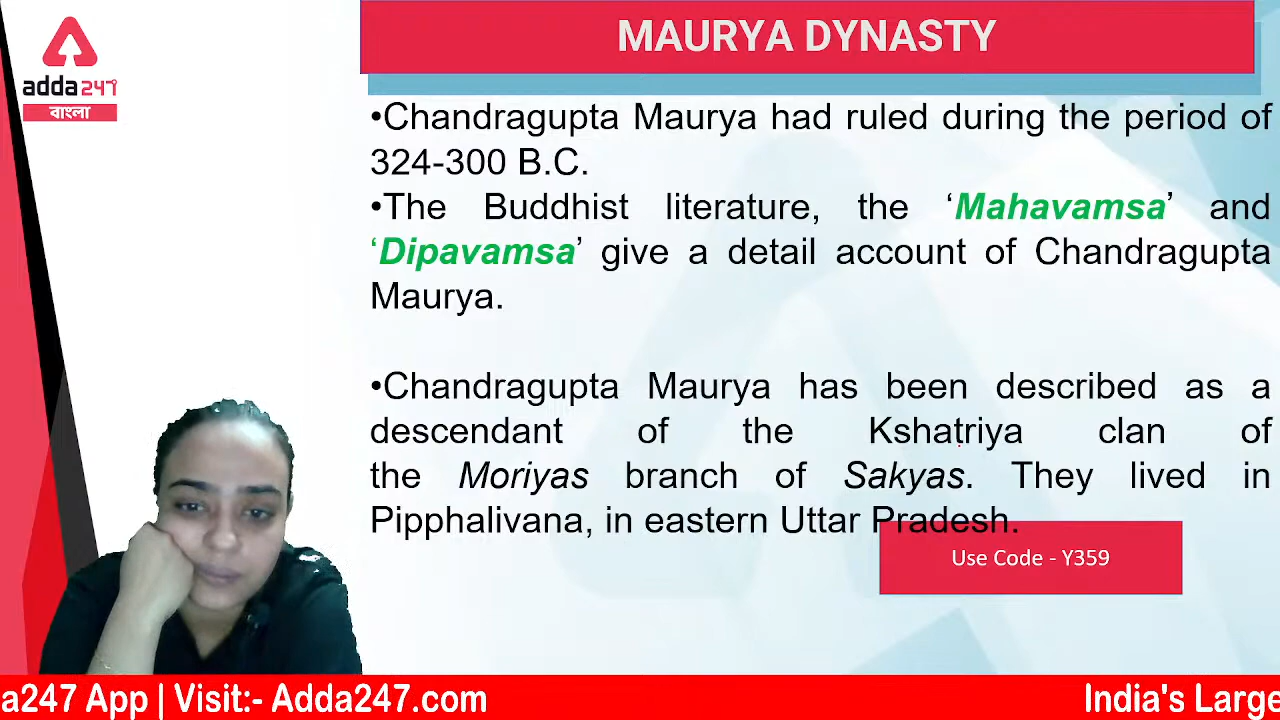 MAURYA DYNASTY
adda247
বাংলা
•Chandragupta Maurya had ruled during the period of
324-300 B.C.
•The Buddhist literature, the ‘Mahavamsa’ and
‘Dipavamsa’ give a detail account of Chandragupta
Maurya.
•Chandragupta Maurya has been described as a
descendant of the Kshatriya clan of
the Moriyas branch of Sakyas. They lived in
Pipphalivana, in eastern Uttar Pradesh.
Use Code - Y359
a247 App | Visit:- Adda247.com India's Large